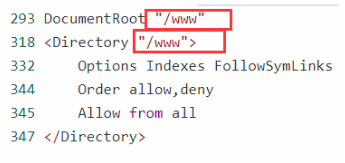 293 DocumentRoot "/www"
318 <Directory "/www">
332     Options Indexes FollowSymLinks
344     Order allow,deny
345     Allow from all
347 </Directory>